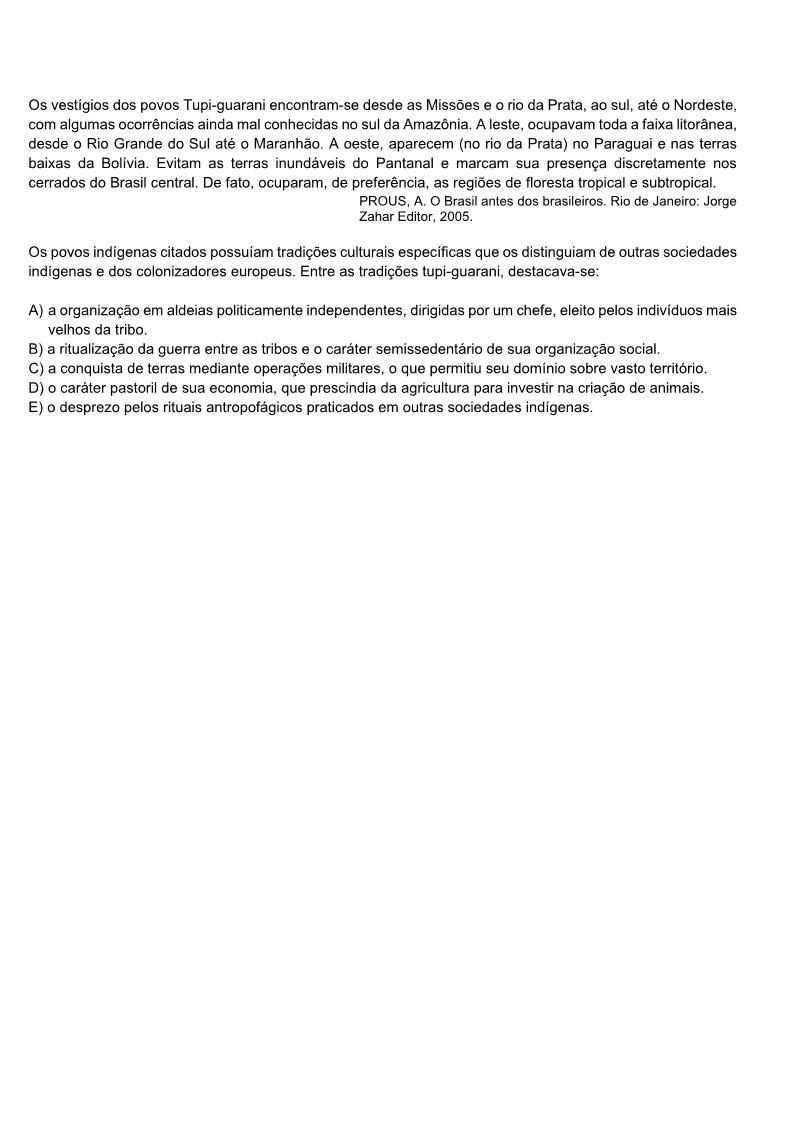 Os vestígios dos povos Tupi-guarani encontram-se desde as Missões e o rio da Prata, ao sul, até o Nordeste,
com algumas ocorrências ainda mal conhecidas no sul da Amazônia. A leste, ocupavam toda a faixa litorânea,
desde o Rio Grande do Sul até o Maranhão. A oeste, aparecem (no rio da Prata) no Paraguai e nas terras
baixas da Bolívia. Evitam as terras inundáveis do Pantanal e marcam sua presença discretamente nos
cerrados do Brasil central. De fato, ocuparam, de preferência, as regiões de floresta tropical e subtropical.
PROUS, A. O Brasil antes dos brasileiros. Rio de Janeiro: Jorge
Zahar Editor, 2005.
Os povos indígenas citados possuíam tradições culturais específicas que os distinguiam de outras sociedades
indígenas e dos colonizadores europeus. Entre as tradições tupi-guarani, destacava-se:
A) a organização em aldeias politicamente independentes, dirigidas por um chefe, eleito pelos indivíduos mais
velhos da tribo.
B) a ritualização da guerra entre as tribos e o caráter semissedentário de sua organização social.
C) a conquista de terras mediante operações militares, o que permitiu seu domínio sobre vasto território.
D) o caráter pastoril de sua economia, que prescindia da agricultura para investir na criação de animais.
E) o desprezo pelos rituais antropofágicos praticados em outras sociedades indígenas.